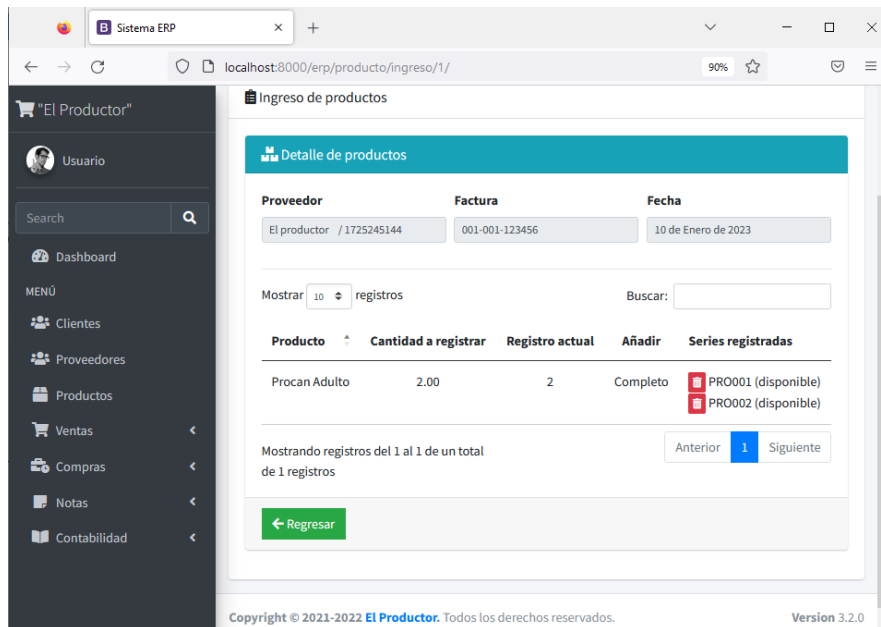 Sistema ERP
localhost:8000/erp/producto/ingreso/1/
90%
"El Productor"
Usuario
Search
Dashboard
MENÚ
Clientes
Proveedores
Productos
Ventas
Compras
Notas
Contabilidad
Ingreso de productos
Detalle de productos
Proveedor Factura Fecha
El productor / 1725245144 001-001-123456 10 de Enero de 2023
Mostrar 10 registros Buscar:
Producto Cantidad a registrar Registro actual Añadir Series registradas
Procan Adulto 2.00 2 Completo PRO001 (disponible)
PRO002 (disponible)
Mostrando registros del 1 al 1 de un total
de 1 registros
Anterior 1 Siguiente
Regresar
Copyright © 2021-2022 El Productor. Todos los derechos reservados. Version 3.2.0